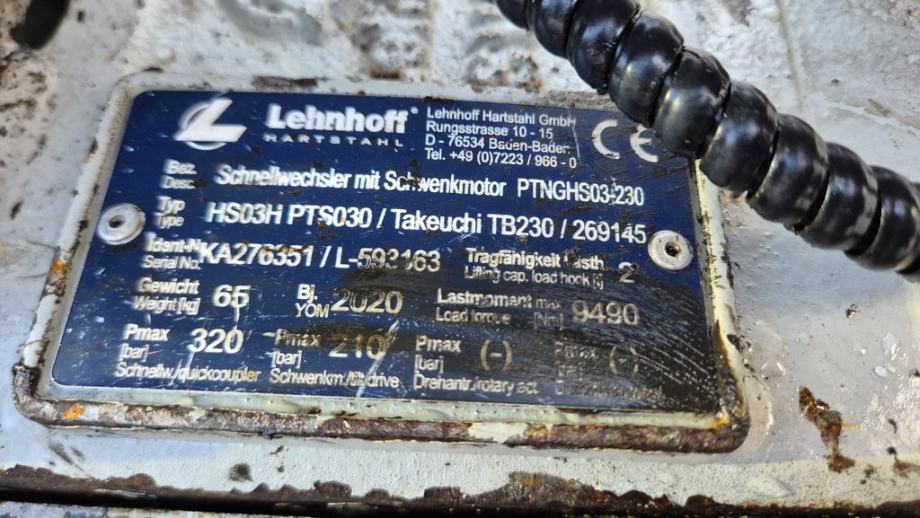 Lehnhoff®
HARTSTAHL
Lehnhoff Hartstahl GmbH
Rungsstrasse 10 - 15
D - 76534 Baden-Baden
Tel. +49 (0)7223 / 966 - 0
CE
Bez.
Desc.
Schnellwechsler mit Schwenkmotor PTNGHS03-230
Typ
Type
HS03H PTS030 / Takeuchi TB230 / 269145
Ident-N
Serial No.
KA276351 / L-593163
Tragfähigkeit
Lifting cap. load hook [t]
2
Gewicht
Weight [kg]
65
Bj.
YOM
2020
Lastmoment max
Load torque [Nm]
9490
Pmax
[bar]
320
Pmax
[bar]
210
Pmax
[bar]
(-)
[bar]
(-)
Schnellw./quickcoupler
Schwenkm./tilt drive
Drehantr./rotary act.